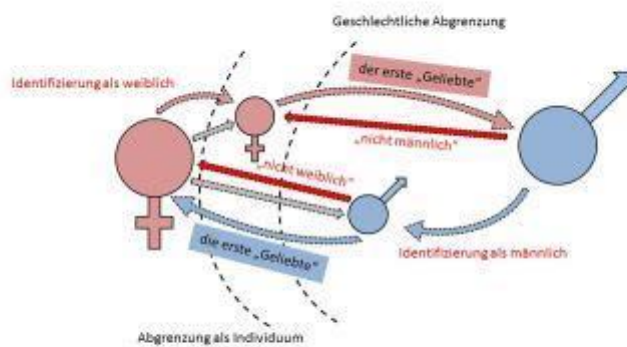 Geschlechtliche Abgrenzung
der erste „Geliebte“
Identifizierung als weiblich
„nicht männlich“
„nicht weiblich“
die erste „Geliebte“
Identifizierung als männlich
Abgrenzung als Individuum